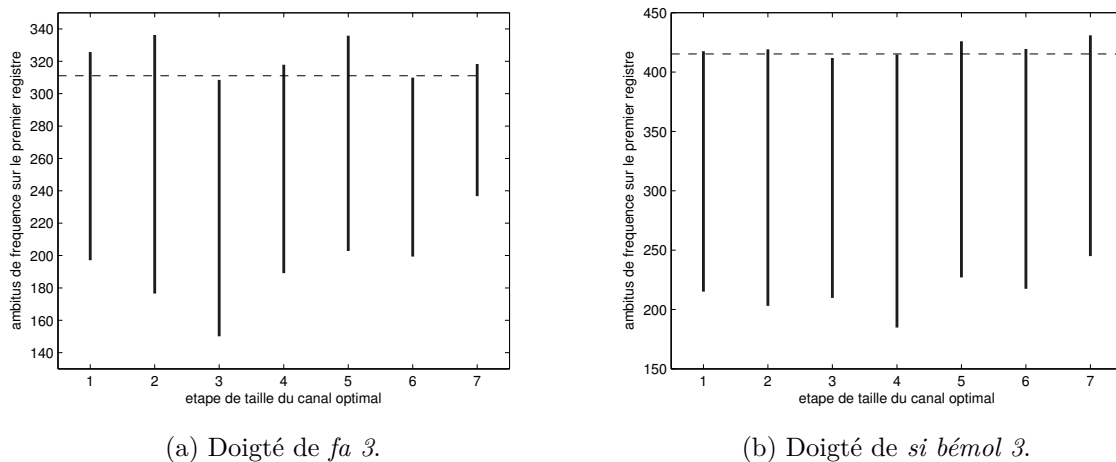 ambitus de frequence sur le premier registre
340
320
300
280
260
240
220
200
180
160
140
1 2 3 4 5 6 7
etape de taille du canal optimal
(a) Doigté de fa 3.
ambitus de frequence sur le premier registre
450
400
350
300
250
200
150
1 2 3 4 5 6 7
etape de taille du canal optimal
(b) Doigté de si bémol 3.